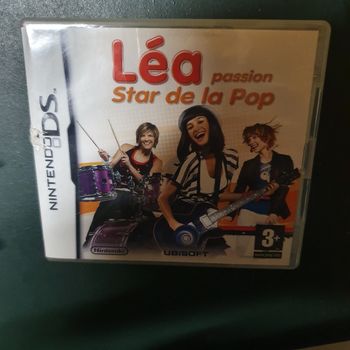 Léa passion
Star de la Pop
NINTENDO DS
Nintendo
UBISOFT
3+